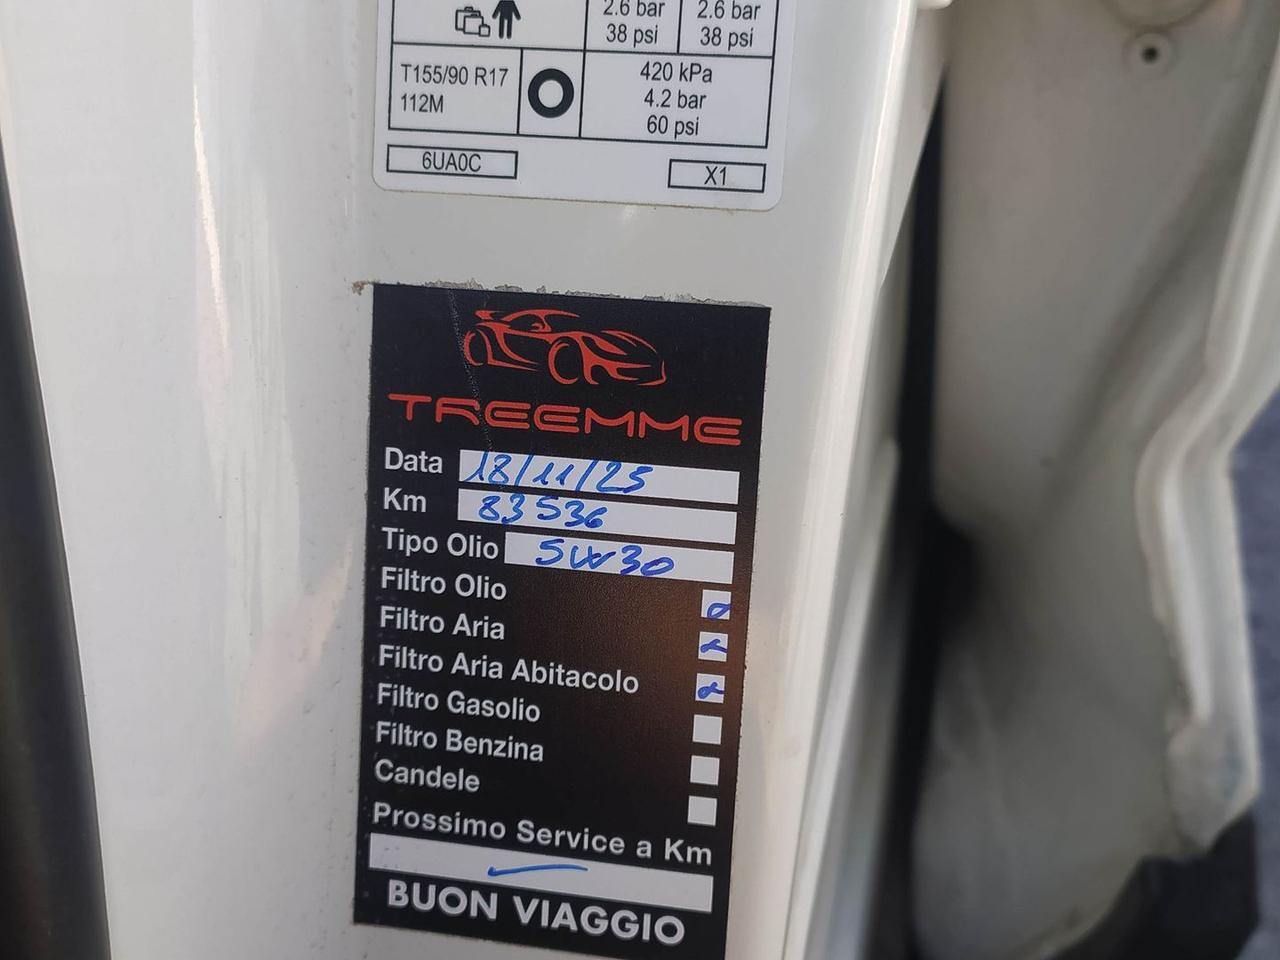 2.6 bar 2.6 bar
38 psi 38 psi
T155/90 R17 420 kPa
112M 4.2 bar
60 psi
6UA0C X1
TREEMME
Data 18/11/25
Km 83536
Tipo Olio 5W30
Filtro Olio
Filtro Aria
Filtro Aria Abitacolo
Filtro Gasolio
Filtro Benzina
Candele
Prossimo Service a Km
BUON VIAGGIO